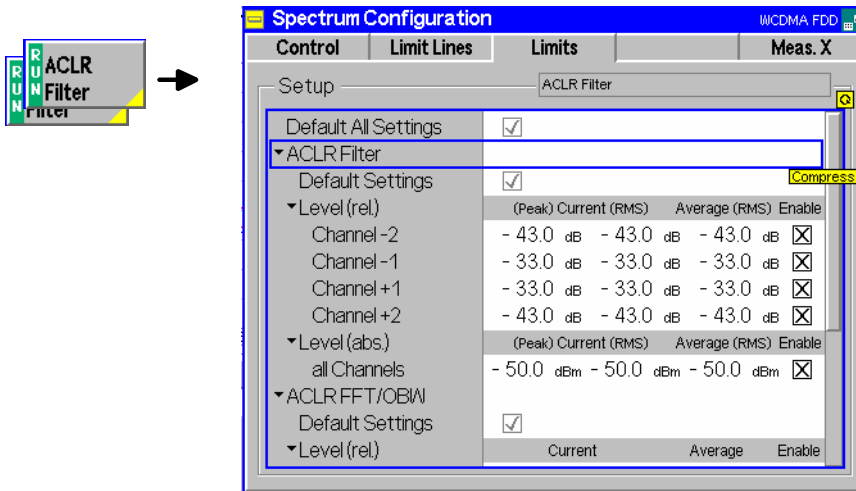 Spectrum Configuration WCDMA FDD
Control Limit Lines Limits Meas. X
RUN ACLR Filter
RUN Filter
Setup ACLR Filter
Default All Settings
ACLR Filter
Default Settings Compress
Level (rel.) (Peak) Current (RMS) Average (RMS) Enable
Channel -2 - 43.0 dB - 43.0 dB - 43.0 dB
Channel -1 - 33.0 dB - 33.0 dB - 33.0 dB
Channel +1 - 33.0 dB - 33.0 dB - 33.0 dB
Channel +2 - 43.0 dB - 43.0 dB - 43.0 dB
Level (abs.) (Peak) Current (RMS) Average (RMS) Enable
all Channels - 50.0 dBm - 50.0 dBm - 50.0 dBm
ACLR FFT/OBW
Default Settings
Level (rel.) Current Average Enable